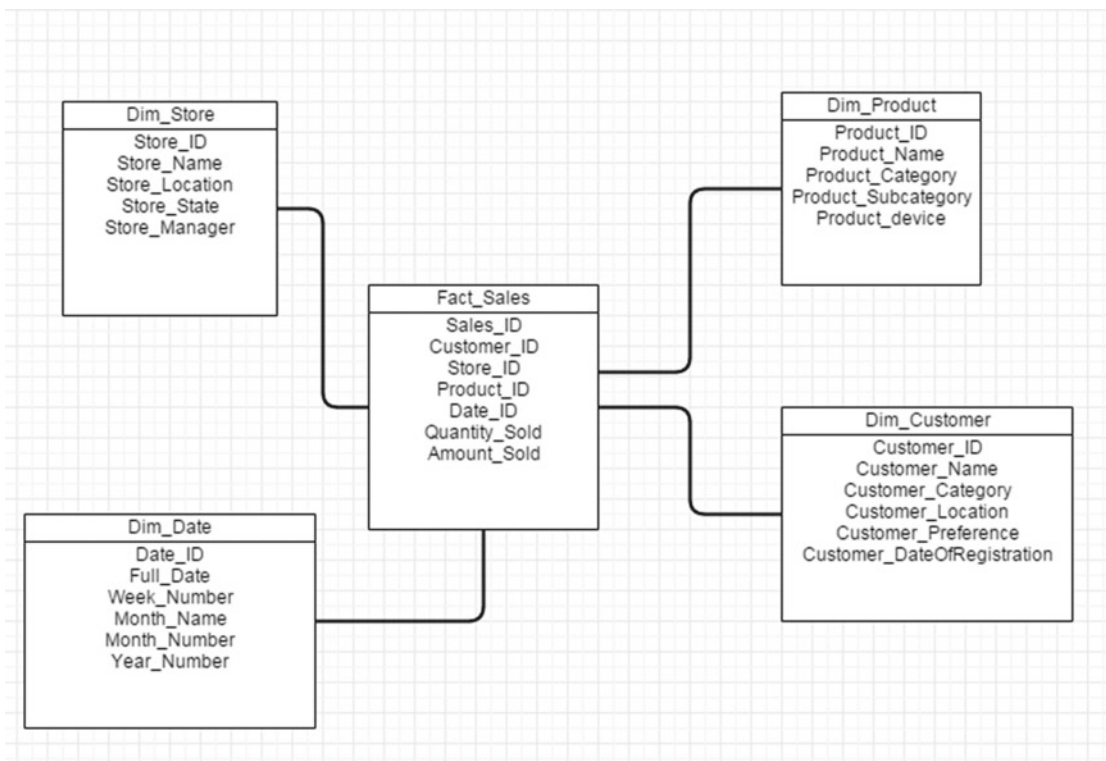 Dim_Store
Store_ID
Store_Name
Store_Location
Store_State
Store_Manager
Dim_Product
Product_ID
Product_Name
Product_Category
Product_Subcategory
Product_device
Fact_Sales
Sales_ID
Customer_ID
Store_ID
Product_ID
Date_ID
Quantity_Sold
Amount_Sold
Dim_Customer
Customer_ID
Customer_Name
Customer_Category
Customer_Location
Customer_Preference
Customer_DateOfRegistration
Dim_Date
Date_ID
Full_Date
Week_Number
Month_Name
Month_Number
Year_Number